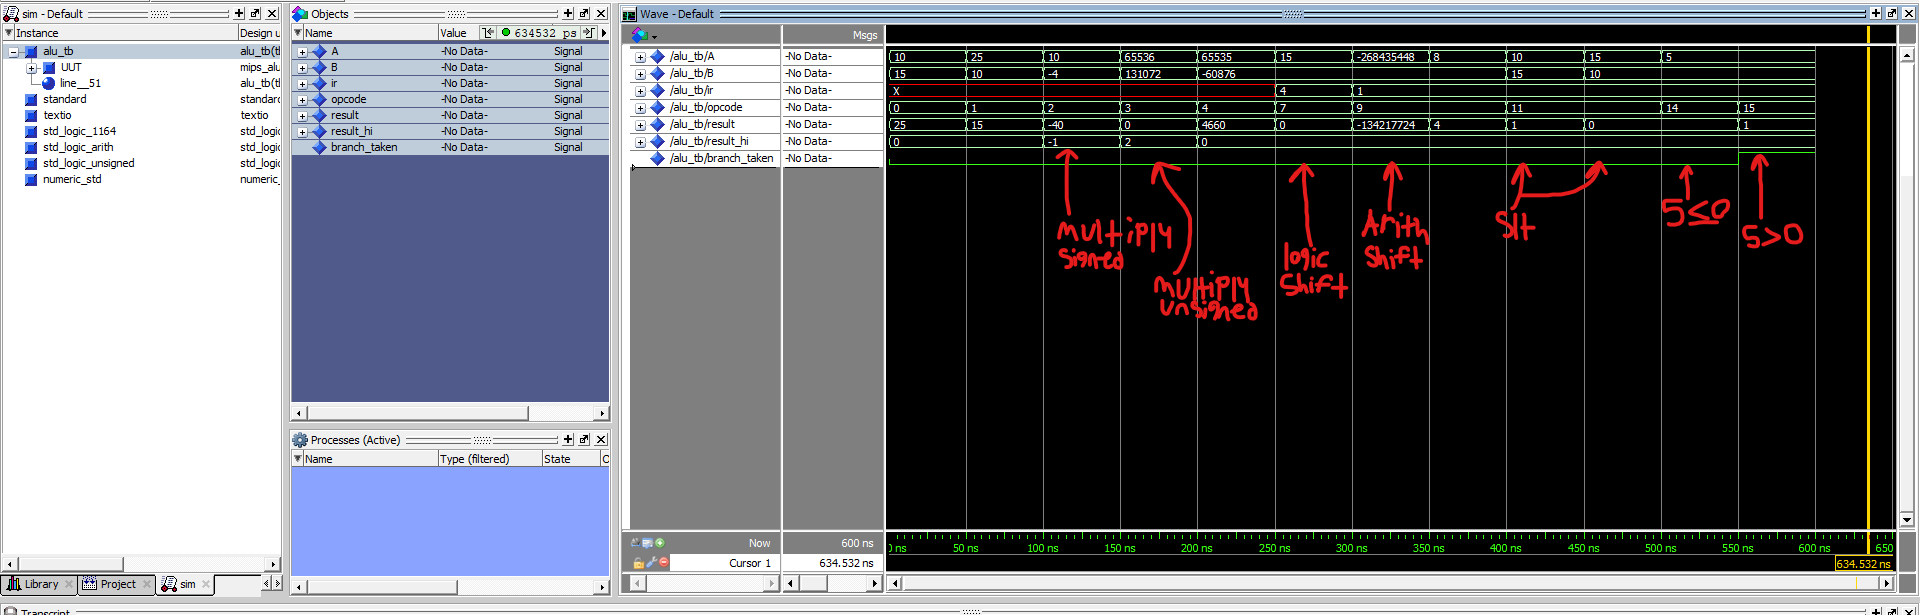 sim - Default
Instance
Design u
alu_tb
alu_tb(tl
UUT
mips_alu
line__51
alu_tb(tl
standard
standarc
textio
textio
std_logic_1164
std_logic
std_logic_arith
std_logic
std_logic_unsigned
std_logic
numeric_std
numeric_
Library
Project
sim
Objects
Name
Value
634532 ps
A
-No Data-
Signal
B
-No Data-
Signal
ir
-No Data-
Signal
opcode
-No Data-
Signal
result
-No Data-
Signal
result_hi
-No Data-
Signal
branch_taken
-No Data-
Signal
Processes (Active)
Name
Type (filtered)
State
Wave - Default
Msgs
/alu_tb/A -No Data- 10 25 10 65536 65535 15 -268435448 8 10 15 5
/alu_tb/B -No Data- 15 10 -4 131072 -60876 15 10
/alu_tb/ir -No Data- X 4 1
/alu_tb/opcode -No Data- 0 1 2 3 4 7 9 11 14 15
/alu_tb/result -No Data- 25 15 -40 0 4660 0 -134217724 4 1 0 1
/alu_tb/result_hi -No Data- 0 -1 2 0
/alu_tb/branch_taken -No Data-
multiply
signed
multiply
unsigned
logic
shift
Arith
shift
Slt
5≤0
5>0
Now 600 ns
ns 50 ns 100 ns 150 ns 200 ns 250 ns 300 ns 350 ns 400 ns 450 ns 500 ns 550 ns 600 ns 650
Cursor 1 634.532 ns
634.532 ns
Transcript